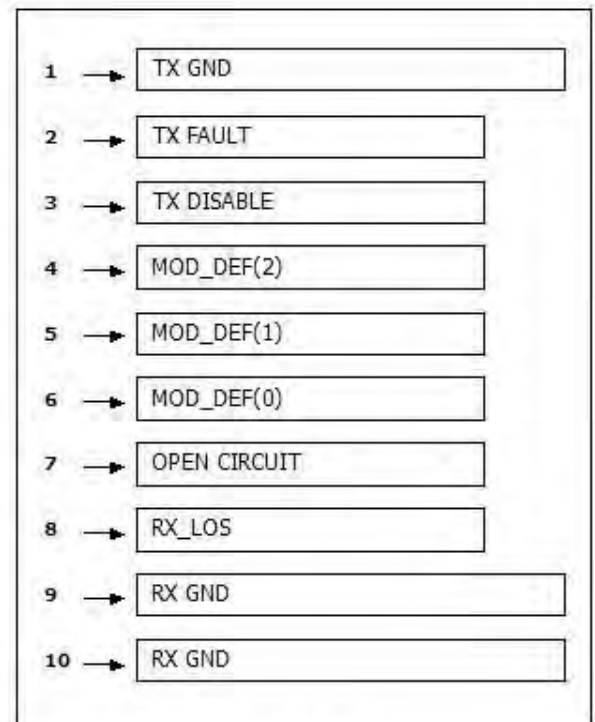 1 TX GND
2 TX FAULT
3 TX DISABLE
4 MOD_DEF(2)
5 MOD_DEF(1)
6 MOD_DEF(0)
7 OPEN CIRCUIT
8 RX_LOS
9 RX GND
10 RX GND